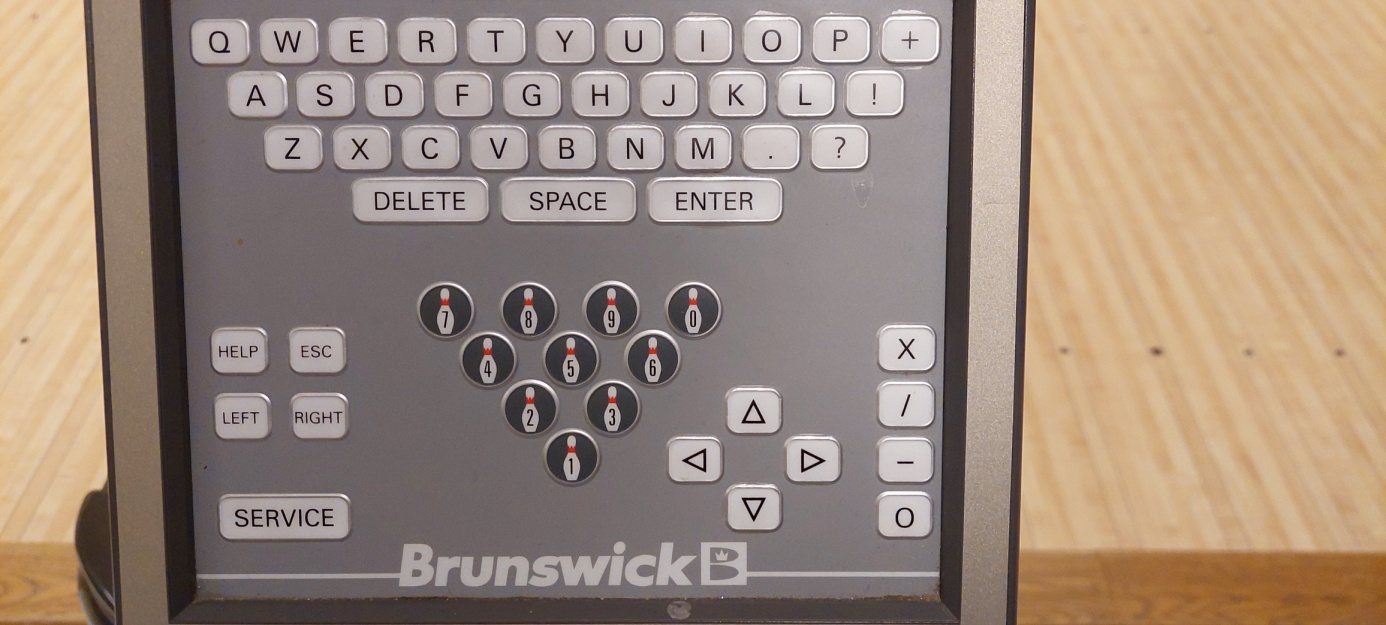 Q W E R T Y U I O P +
A S D F G H J K L !
Z X C V B N M . ?
DELETE SPACE ENTER
7 8 9 0
HELP ESC 4 5 6 X
LEFT RIGHT 2 3 /
1 –
SERVICE O
Brunswick B